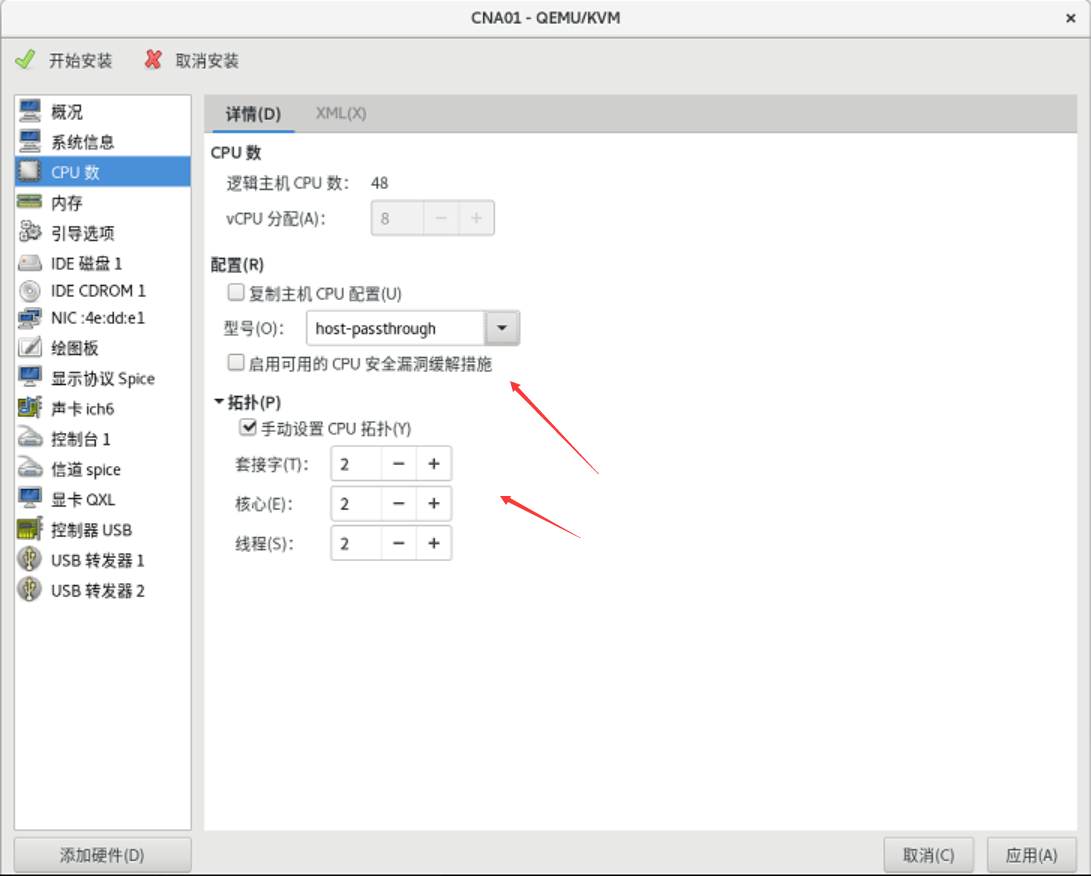 CNA01 - QEMU/KVM
开始安装 取消安装
概况
系统信息
CPU 数
内存
引导选项
IDE 磁盘 1
IDE CDROM 1
NIC :4e:dd:e1
绘图板
显示协议 Spice
声卡 ich6
控制台 1
信道 spice
显卡 QXL
控制器 USB
USB 转发器 1
USB 转发器 2
添加硬件(D)
详情(D) XML(X)
CPU 数
逻辑主机 CPU 数： 48
vCPU 分配(A)： 8 − +
配置(R)
复制主机 CPU 配置(U)
型号(O)： host-passthrough
启用可用的 CPU 安全漏洞缓解措施
拓扑(P)
手动设置 CPU 拓扑(Y)
套接字(T)： 2 − +
核心(E)： 2 − +
线程(S)： 2 − +
取消(C) 应用(A)